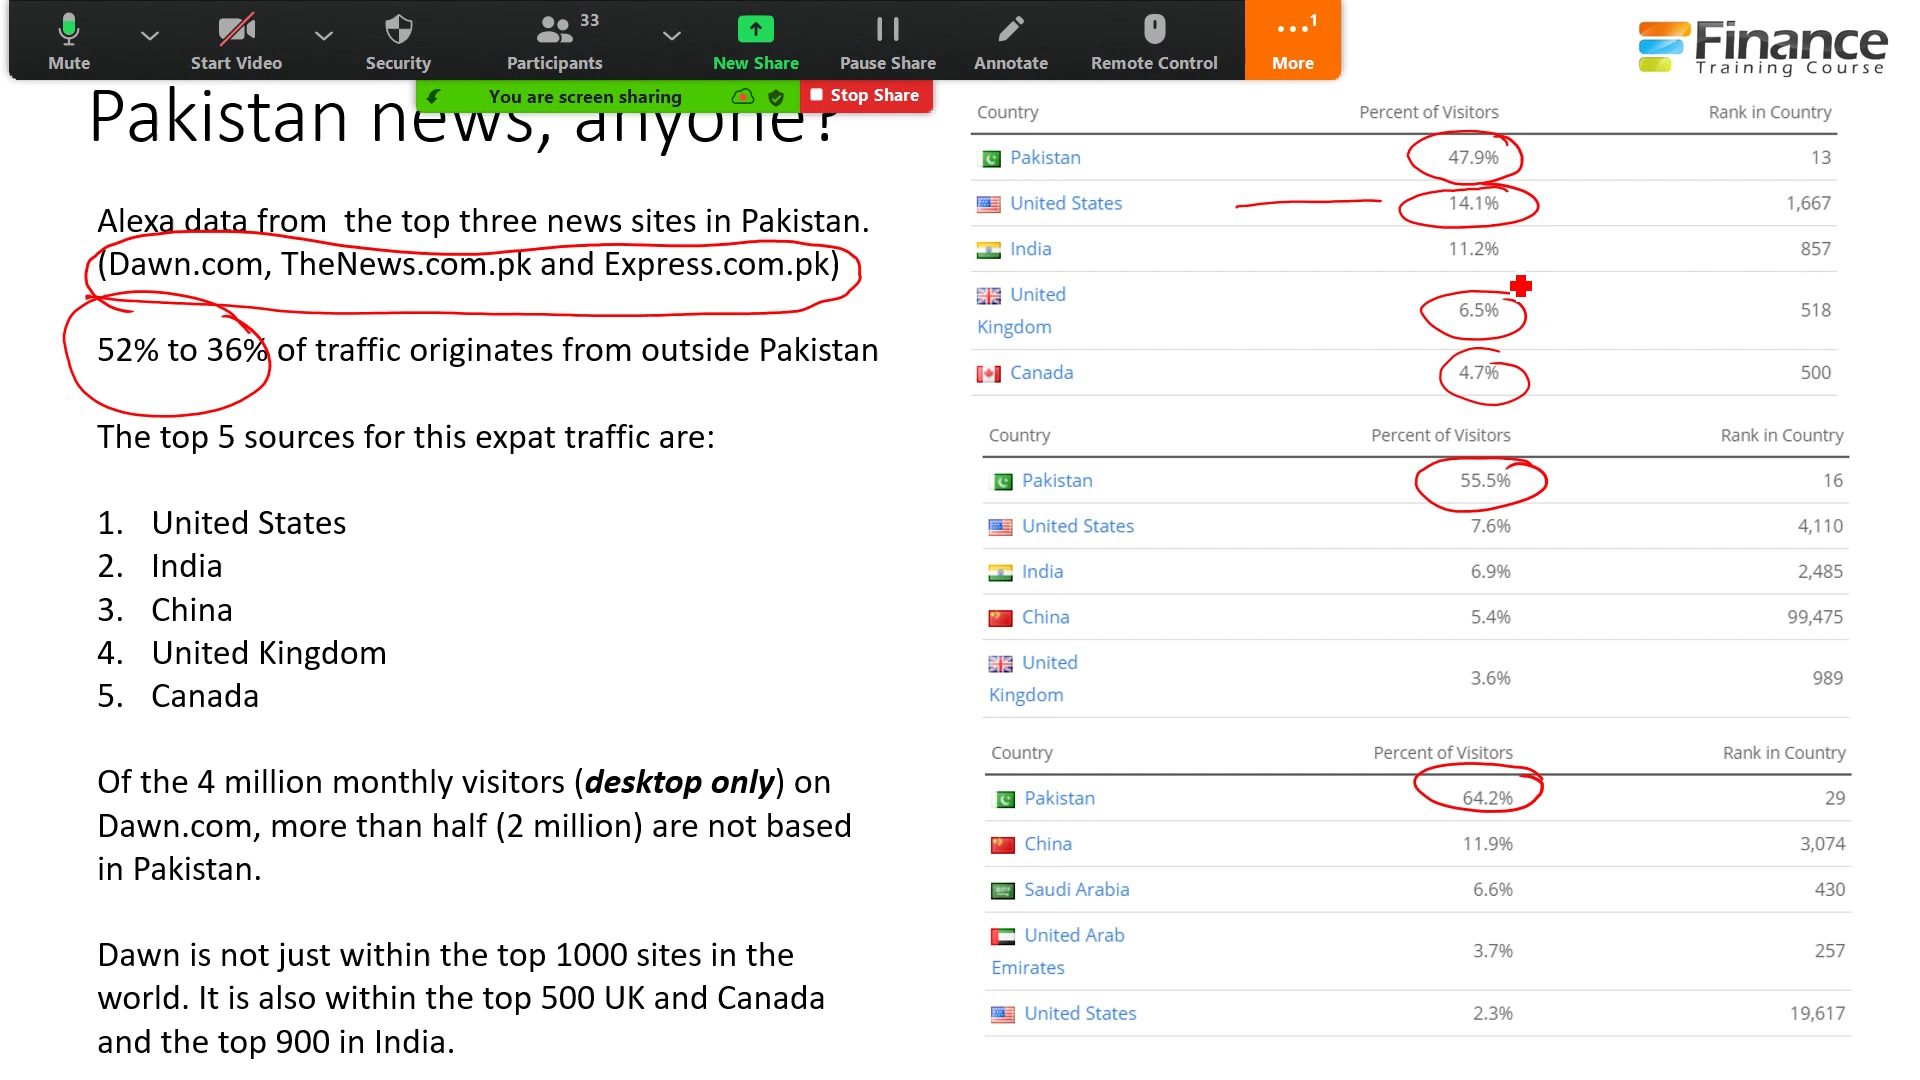 Mute
Start Video
Security
Participants
33
New Share
Pause Share
Annotate
Remote Control
1
More
You are screen sharing
Stop Share
Finance
Training Course
Pakistan news, anyone?
Alexa data from the top three news sites in Pakistan.
(Dawn.com, TheNews.com.pk and Express.com.pk)
52% to 36% of traffic originates from outside Pakistan
The top 5 sources for this expat traffic are:
1. United States
2. India
3. China
4. United Kingdom
5. Canada
Of the 4 million monthly visitors (desktop only) on
Dawn.com, more than half (2 million) are not based
in Pakistan.
Dawn is not just within the top 1000 sites in the
world. It is also within the top 500 UK and Canada
and the top 900 in India.
Country Percent of Visitors Rank in Country
Pakistan 47.9% 13
United States 14.1% 1,667
India 11.2% 857
United
Kingdom 6.5% 518
Canada 4.7% 500
Country Percent of Visitors Rank in Country
Pakistan 55.5% 16
United States 7.6% 4,110
India 6.9% 2,485
China 5.4% 99,475
United
Kingdom 3.6% 989
Country Percent of Visitors Rank in Country
Pakistan 64.2% 29
China 11.9% 3,074
Saudi Arabia 6.6% 430
United Arab
Emirates 3.7% 257
United States 2.3% 19,617